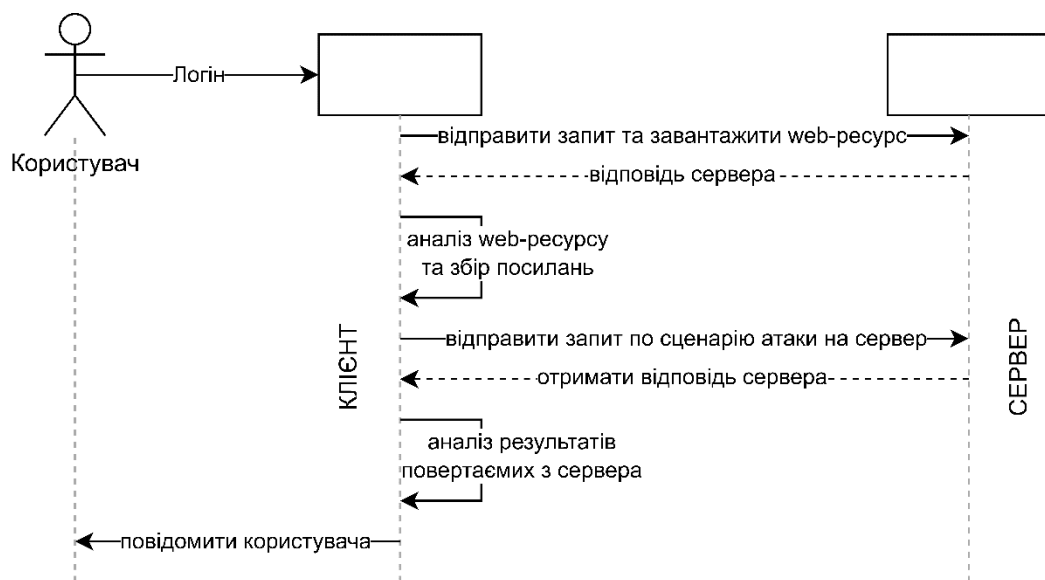 Логін
Користувач
відправити запит та завантажити web-ресурс
відповідь сервера
аналіз web-ресурсу
та збір посилань
КЛІЄНТ
СЕРВЕР
відправити запит по сценарію атаки на сервер
отримати відповідь сервера
аналіз результатів
повертаємих з сервера
повідомити користувача